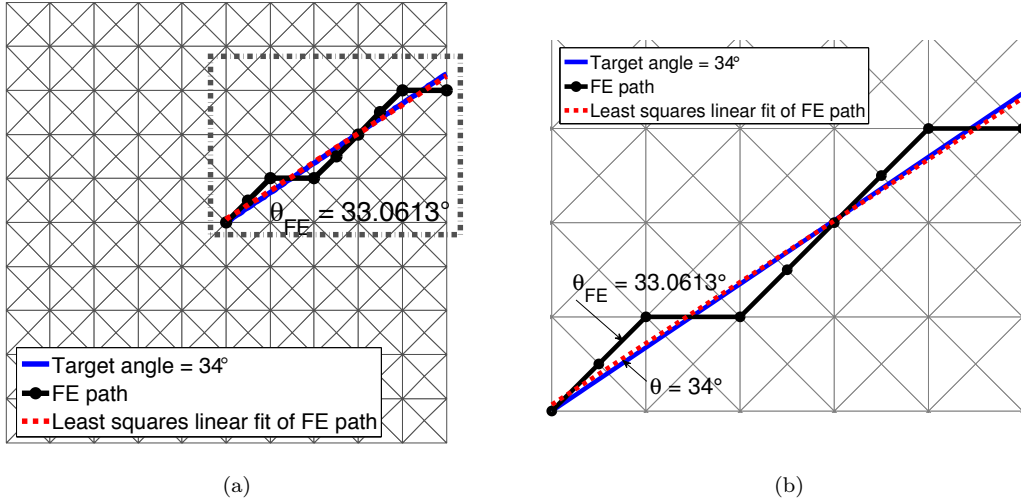 θFE = 33.0613°
Target angle = 34°
FE path
Least squares linear fit of FE path
(a)
Target angle = 34°
FE path
Least squares linear fit of FE path
θFE = 33.0613°
θ = 34°
(b)